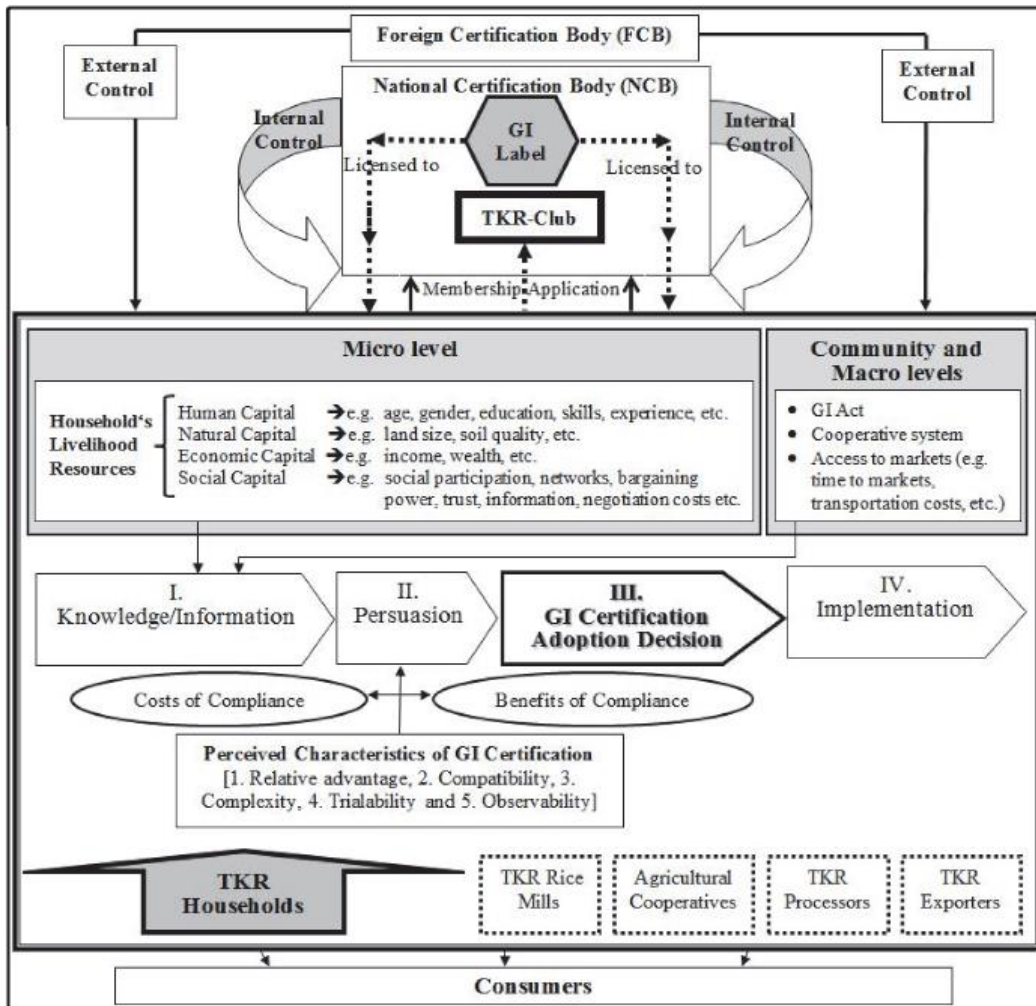 Foreign Certification Body (FCB)
External
Control
External
Control
National Certification Body (NCB)
Internal
Control
Internal
Control
GI
Label
Licensed to
Licensed to
TKR-Club
Membership Application
Micro level
Household's
Livelihood
Resources
Human Capital ➔e.g. age, gender, education, skills, experience, etc.
Natural Capital ➔e.g. land size, soil quality, etc.
Economic Capital ➔e.g. income, wealth, etc.
Social Capital ➔e.g. social participation, networks, bargaining
power, trust, information, negotiation costs etc.
Community and
Macro levels
• GI Act
• Cooperative system
• Access to markets (e.g.
time to markets,
transportation costs, etc.)
I.
Knowledge/Information
II.
Persuasion
III.
GI Certification
Adoption Decision
IV.
Implementation
Costs of Compliance
Benefits of Compliance
Perceived Characteristics of GI Certification
[1. Relative advantage, 2. Compatibility, 3.
Complexity, 4. Trialability and 5. Observability]
TKR
Households
TKR Rice
Mills
Agricultural
Cooperatives
TKR
Processors
TKR
Exporters
Consumers